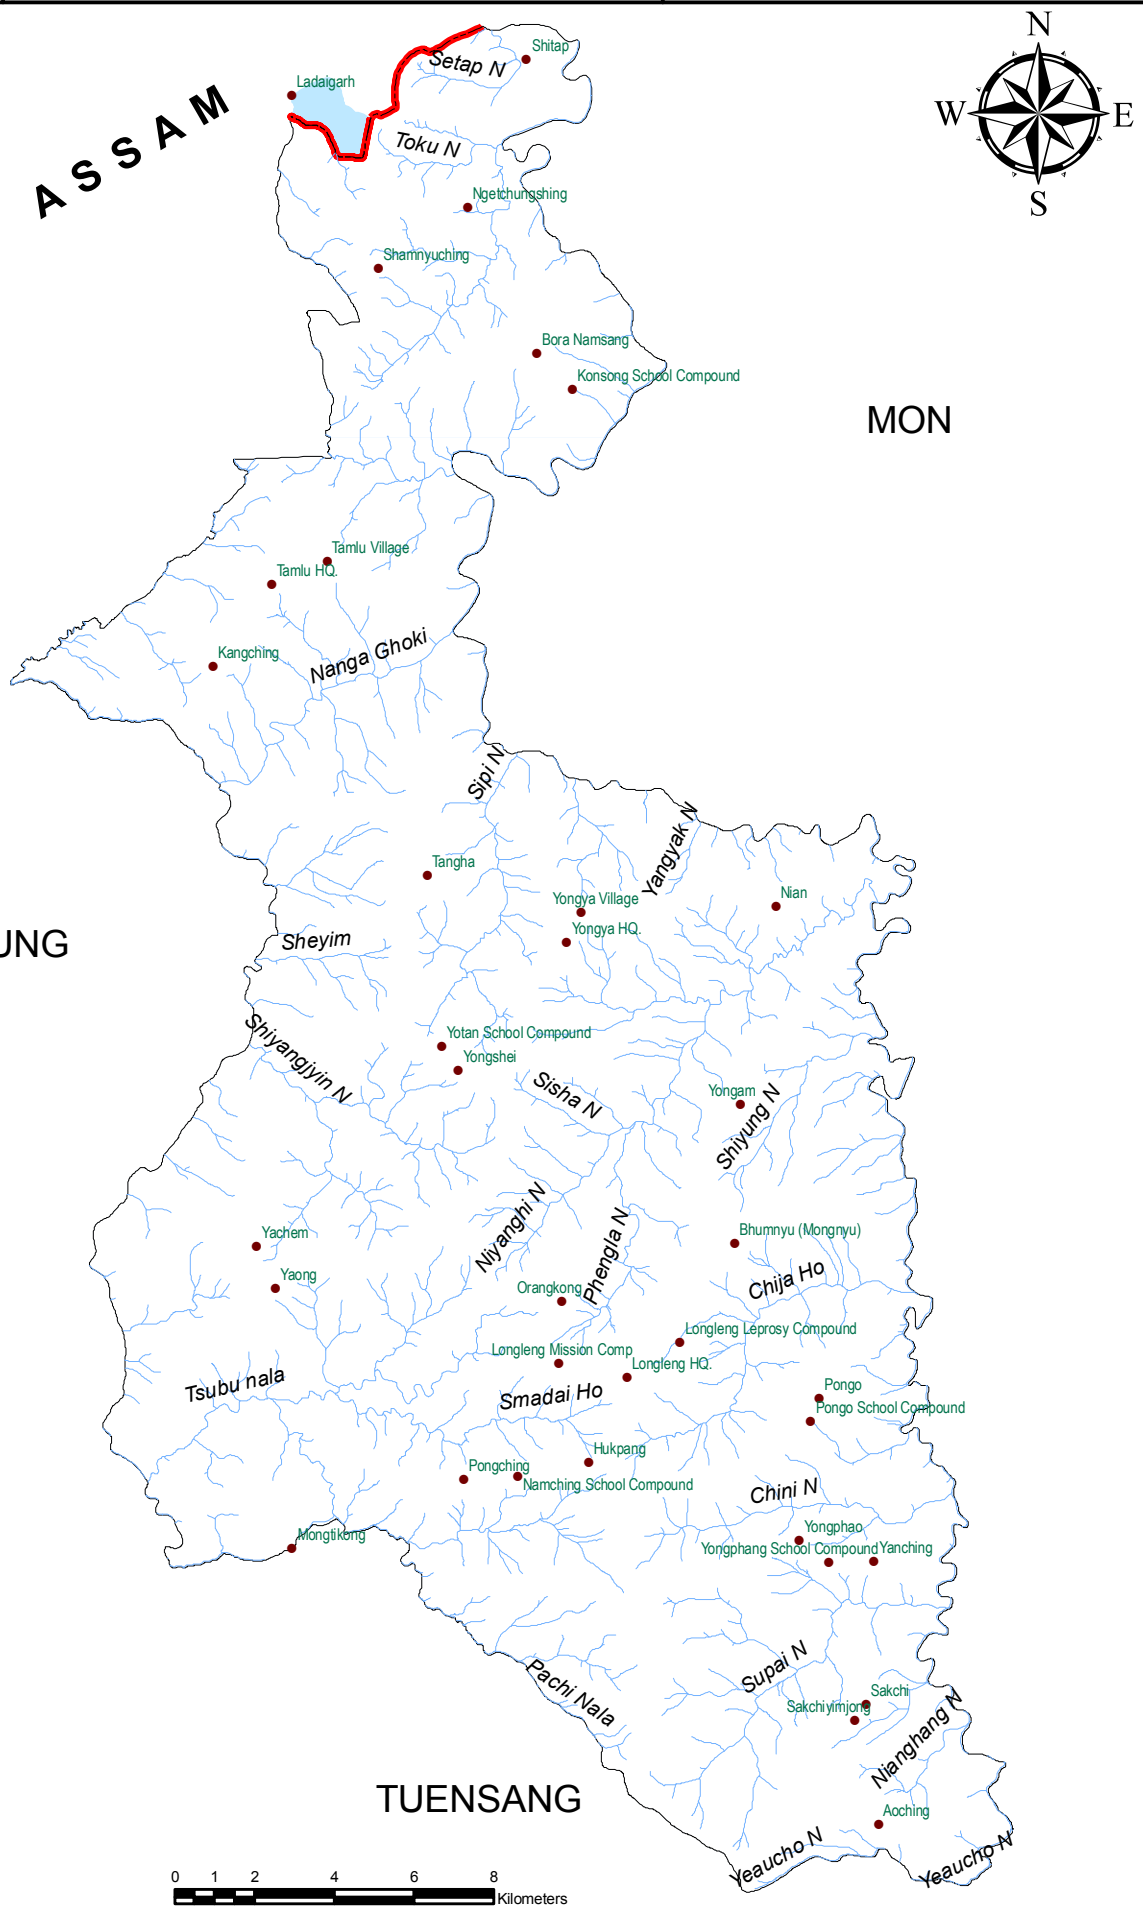 N
Shitap
Setap N
Ladaigarh
W
E
ASSAM
Toku N
S
Ngetchungshing
Shamnyuching
Bora Namsang
Konsong School Compound
MON
Tamlu Village
Tamlu HQ.
Nanga Ghoki
Kangching
Sipi N
Yangyak N
Tangha
Nian
Yongya Village
Yongya HQ.
UNG
Sheyim
Shiyangjyin N
Yotan School Compound
Yongshei
Sisha N
Yongam
Shiyung N
Niyanghi N
Phengla N
Yachem
Bhumnyu (Mongnyu)
Yaong
Orangkong
Chija Ho
Longleng Leprosy Compound
Longleng Mission Comp
Longleng HQ.
Tsubu nala
Smadai Ho
Pongo
Pongo School Compound
Hukpang
Pongching
Namching School Compound
Chini N
Mongtikong
Yongphao
Yongphang School Compound
Yanching
Pachi Nala
Supai N
Sakchi
Sakchiyimjong
Nianghang N
TUENSANG
Aoching
Yeaucho N
Yeaucho N
0 1 2 4 6 8
Kilometers